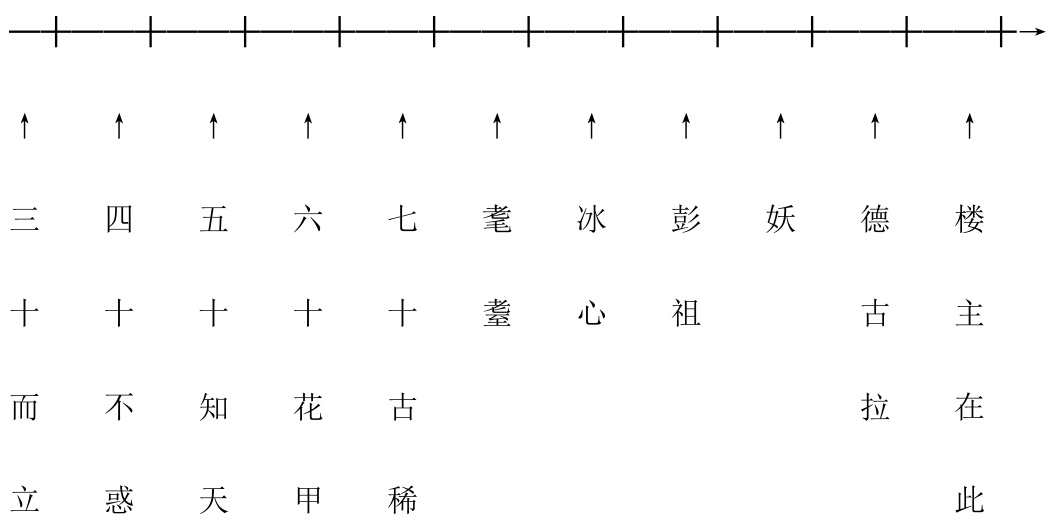 三十而立
四十不惑
五十知天
六十花甲
七十古稀
耄耋
冰心
彭祖
妖
德古拉
楼主在此